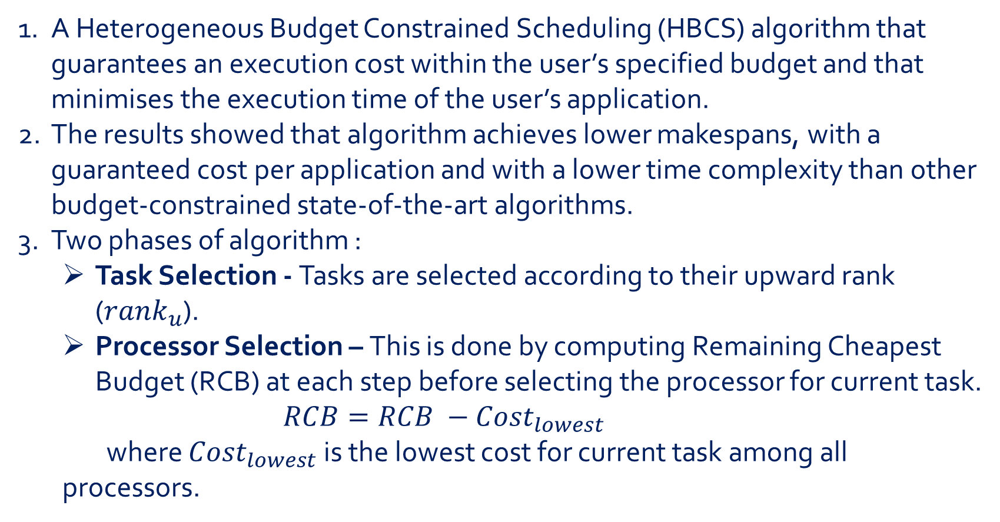 1. A Heterogeneous Budget Constrained Scheduling (HBCS) algorithm that
guarantees an execution cost within the user’s specified budget and that
minimises the execution time of the user’s application.
2. The results showed that algorithm achieves lower makespans, with a
guaranteed cost per application and with a lower time complexity than other
budget-constrained state-of-the-art algorithms.
3. Two phases of algorithm :
➢ Task Selection - Tasks are selected according to their upward rank
(rank_u).
➢ Processor Selection – This is done by computing Remaining Cheapest
Budget (RCB) at each step before selecting the processor for current task.
RCB = RCB − Cost_lowest
where Cost_lowest is the lowest cost for current task among all
processors.